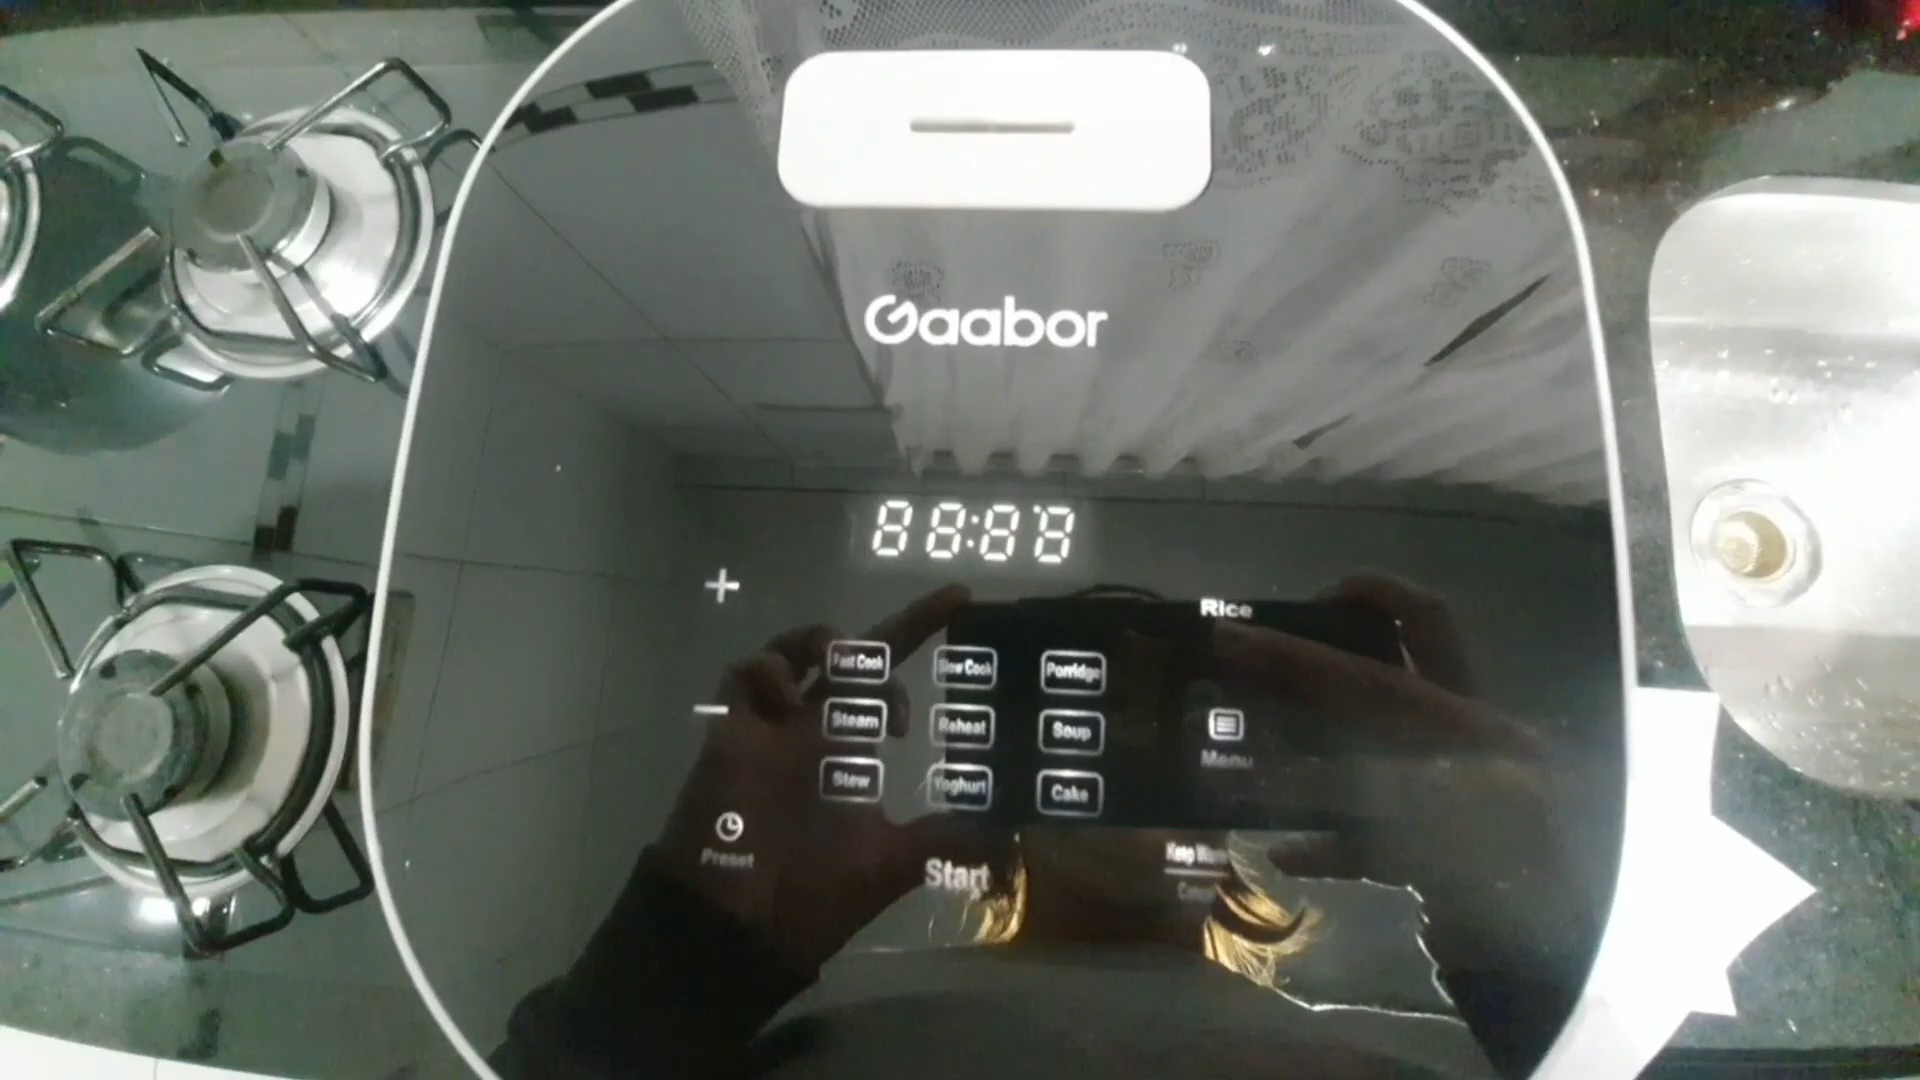 Gaabor
88:88
+
Rice
Fast Cook Slow Cook Porridge
Steam Reheat Soup
Menu
Stew Yoghurt Cake
Preset
Keep Warm
Start
Cancel